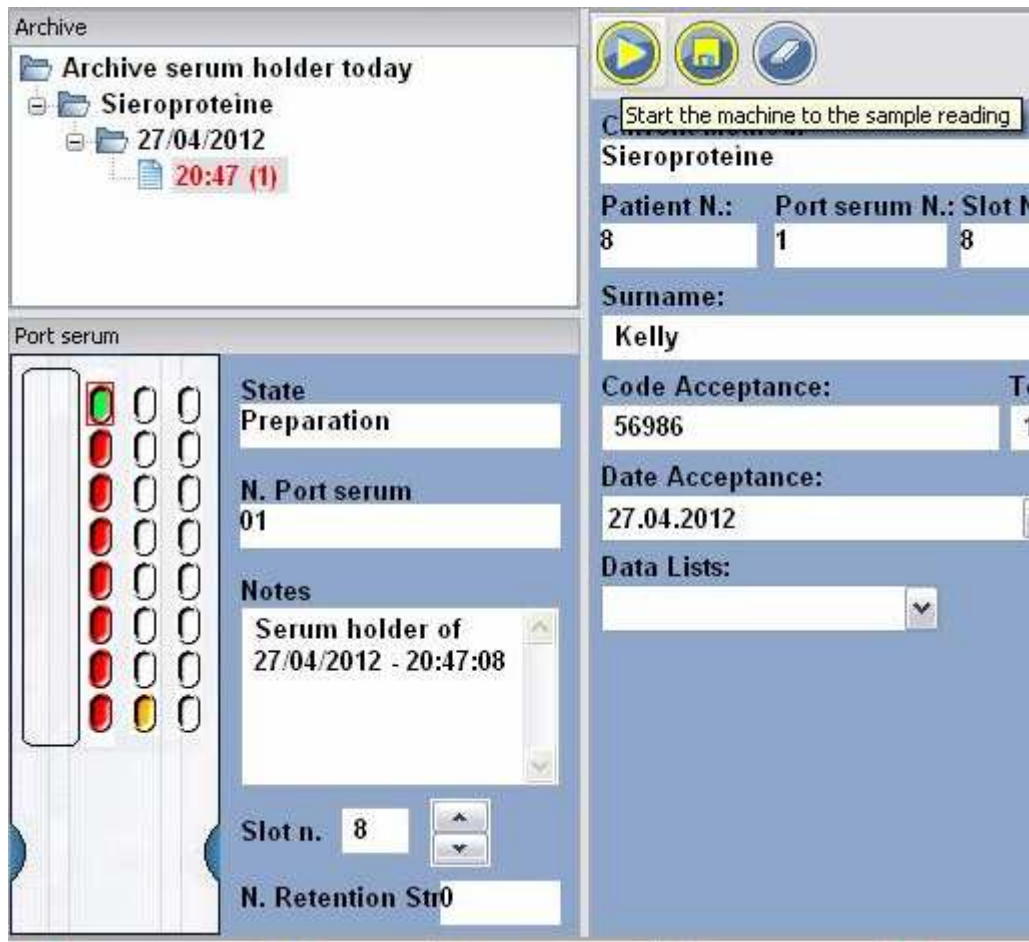 Archive
Archive serum holder today
Sieroproteine
27/04/2012
20:47 (1)
Port serum
State
Preparation
N. Port serum
01
Notes
Serum holder of
27/04/2012 - 20:47:08
Slot n. 8
N. Retention Str0
Start the machine to the sample reading
Sieroproteine
Patient N.: Port serum N.: Slot N
8 1 8
Surname:
Kelly
Code Acceptance:
56986
Date Acceptance:
27.04.2012
Data Lists: